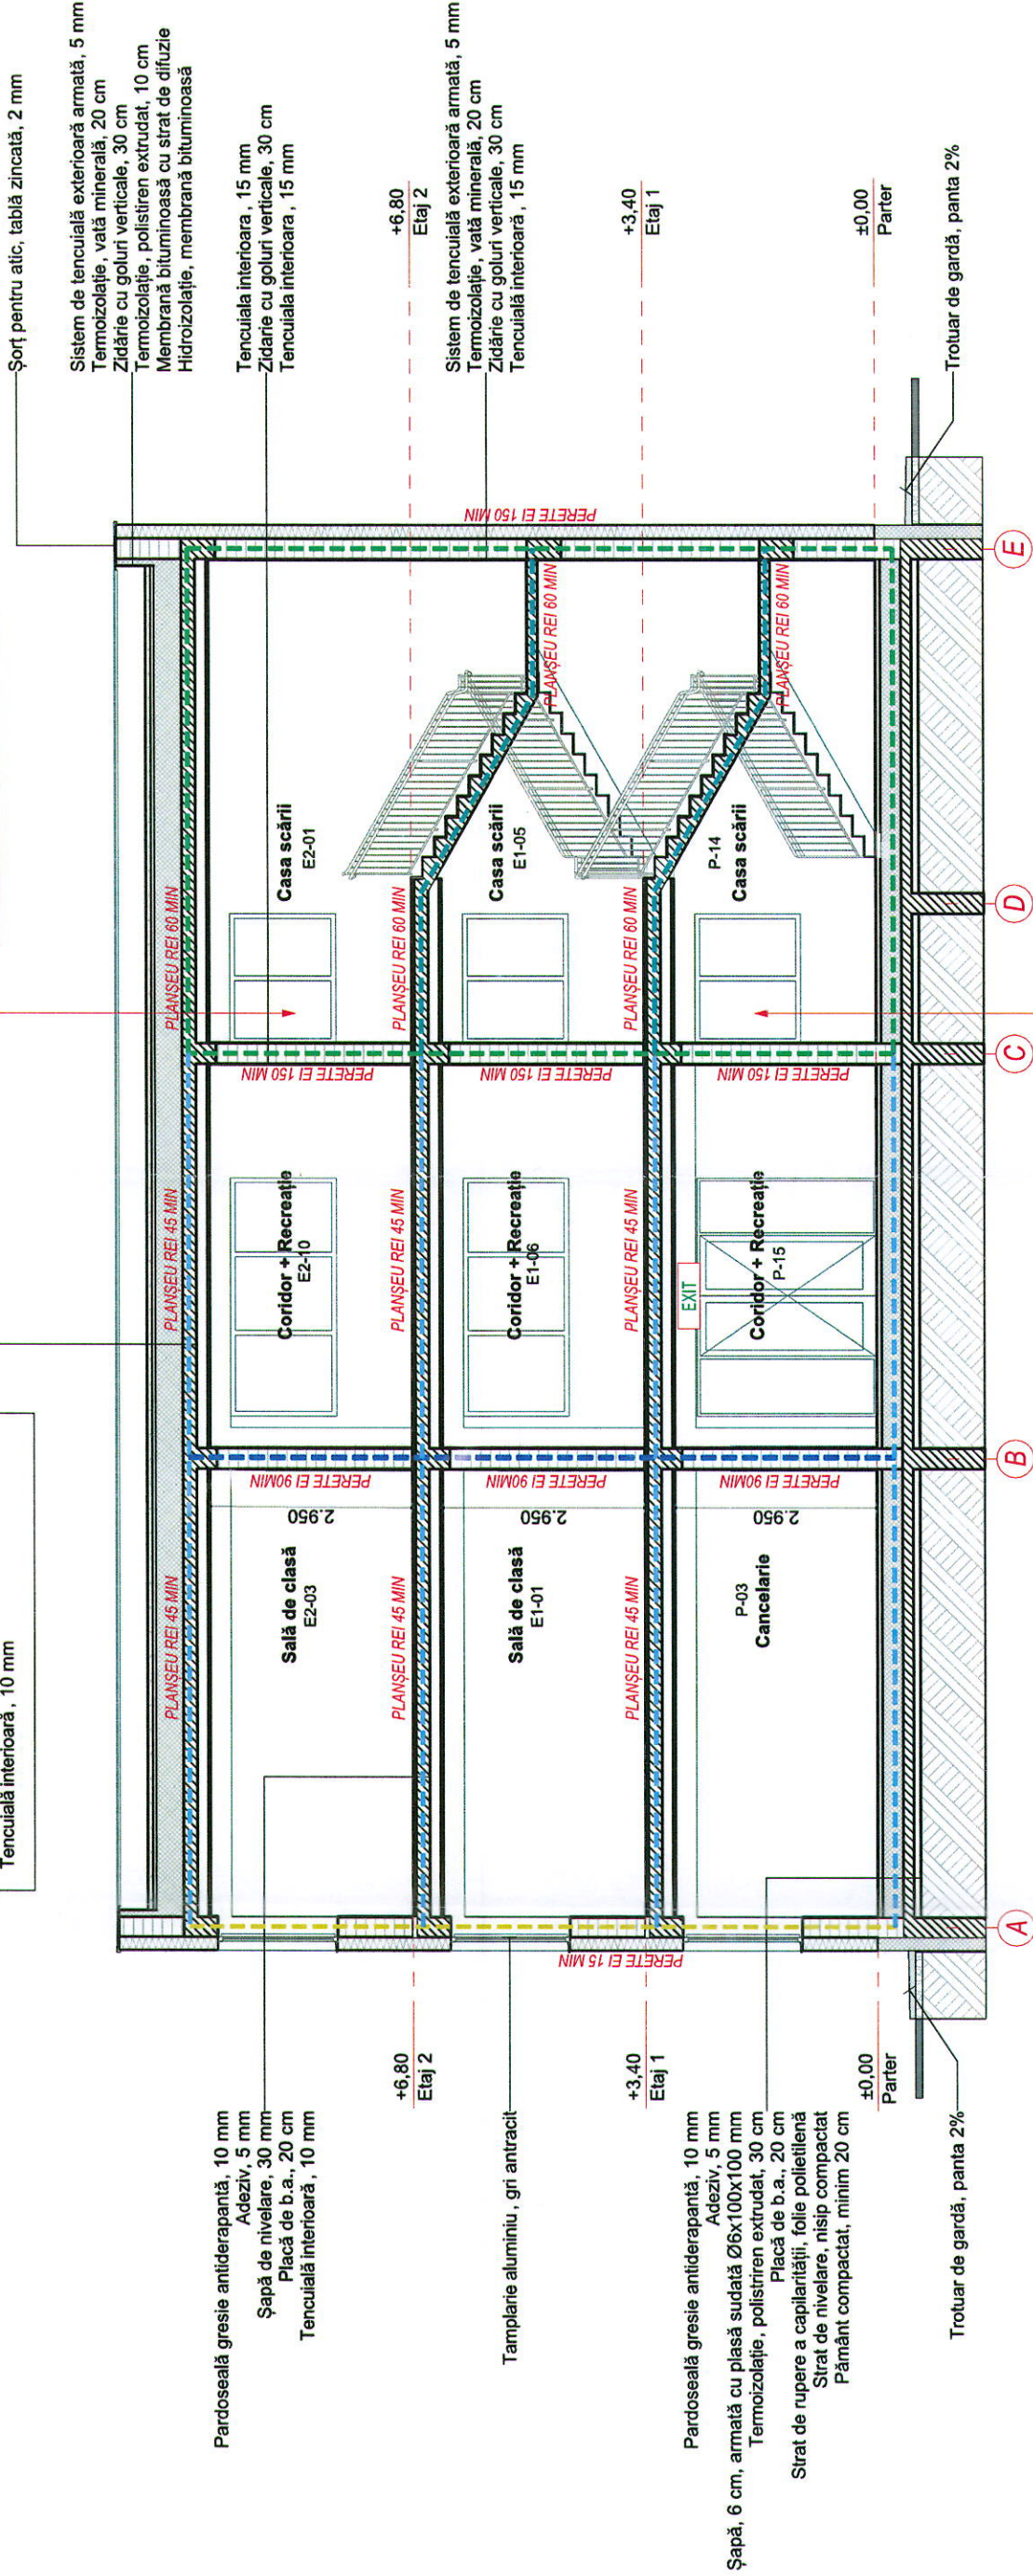 Tencuială interioară, 10 mm
Șorț pentru atic, tablă zincată, 2 mm
Sistem de tencuială exterioară armată, 5 mm
Termoizolație, vată minerală, 20 cm
Zidărie cu goluri verticale, 30 cm
Termoizolație, polistiren extrudat, 10 cm
Membrană bituminoasă cu strat de difuzie
Hidroizolație, membrană bituminoasă
Tencuiala interioara, 15 mm
Zidarie cu goluri verticale, 30 cm
Tencuiala interioara, 15 mm
Sistem de tencuială exterioară armată, 5 mm
Termoizolație, vată minerală, 20 cm
Zidărie cu goluri verticale, 30 cm
Tencuială interioară, 15 mm
+6,80
Etaj 2
+3,40
Etaj 1
±0,00
Parter
Trotuar de gardă, panta 2%
PLANȘEU REI 45 MIN
PLANȘEU REI 45 MIN
PLANȘEU REI 60 MIN
Sală de clasă
E2-03
2.950
PERETE EI 90MIN
Coridor + Recreație
E2-10
PERETE EI 150 MIN
Casa scării
E2-01
PERETE EI 150 MIN
PLANȘEU REI 45 MIN
PLANȘEU REI 45 MIN
PLANȘEU REI 60 MIN
Sală de clasă
E1-01
2.950
PERETE EI 90MIN
Coridor + Recreație
E1-06
PERETE EI 150 MIN
Casa scării
E1-05
PLANȘEU REI 60 MIN
PERETE EI 15 MIN
PLANȘEU REI 45 MIN
PLANȘEU REI 45 MIN
PLANȘEU REI 60 MIN
P-03
Cancelarie
2.950
PERETE EI 90MIN
EXIT
Coridor + Recreație
P-15
PERETE EI 150 MIN
P-14
Casa scării
PLANȘEU REI 60 MIN
Pardoseală gresie antiderapantă, 10 mm
Adeziv, 5 mm
Șapă de nivelare, 30 mm
Placă de b.a., 20 cm
Tencuială interioară, 10 mm
+6,80
Etaj 2
Tamplarie aluminiu, gri antracit
+3,40
Etaj 1
Pardoseală gresie antiderapantă, 10 mm
Adeziv, 5 mm
Șapă, 6 cm, armată cu plasă sudată Ø6x100x100 mm
Termoizolație, polistriren extrudat, 30 cm
Placă de b.a., 20 cm
Strat de rupere a capilarității, folie polietilenă
Strat de nivelare, nisip compactat
Pământ compactat, minim 20 cm
±0,00
Parter
Trotuar de gardă, panta 2%
A
B
C
D
E